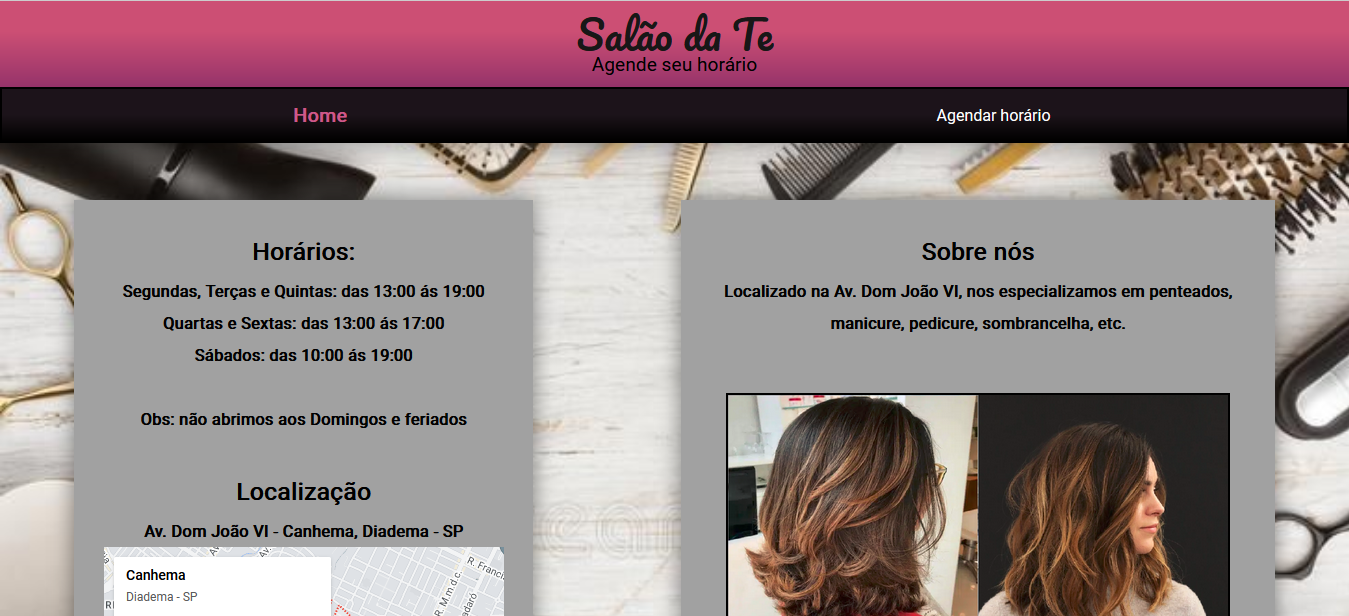 Salão da Te
Agende seu horário
Home
Agendar horário
Horários:
Segundas, Terças e Quintas: das 13:00 ás 19:00
Quartas e Sextas: das 13:00 ás 17:00
Sábados: das 10:00 ás 19:00
Obs: não abrimos aos Domingos e feriados
Localização
Av. Dom João VI - Canhema, Diadema - SP
Canhema
Diadema - SP
R. M.m.d.c.
Sobre nós
Localizado na Av. Dom João VI, nos especializamos em penteados,
manicure, pedicure, sombrancelha, etc.